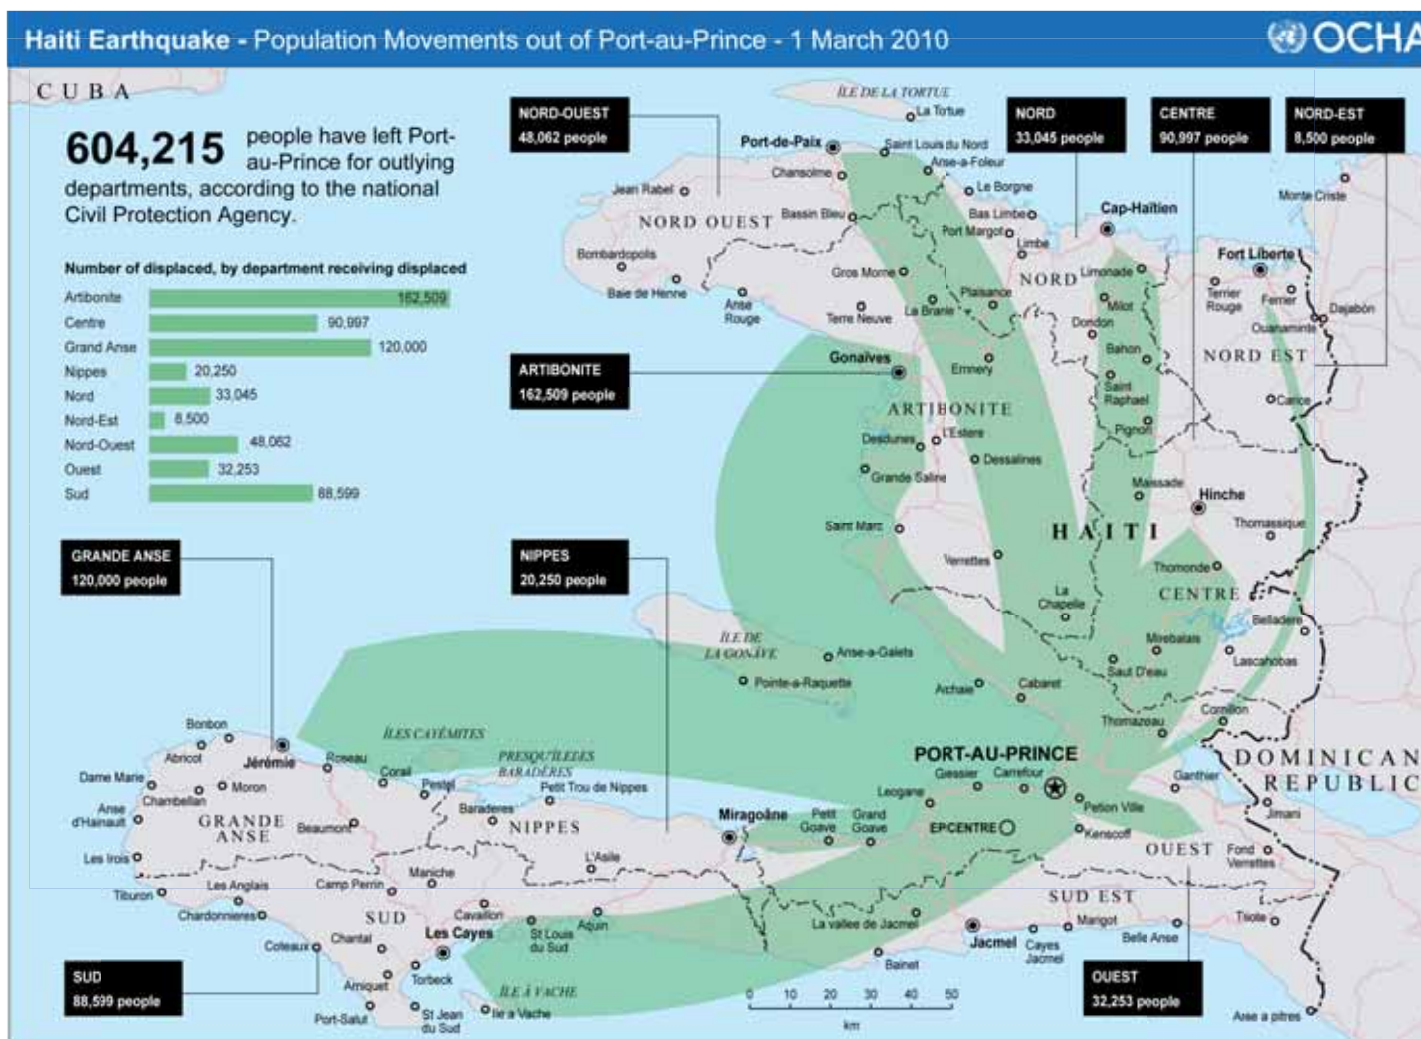 Haiti Earthquake - Population Movements out of Port-au-Prince - 1 March 2010
OCHA
CUBA
604,215 people have left Port-
au-Prince for outlying
departments, according to the national
Civil Protection Agency.
Number of displaced, by department receiving displaced
Artibonite 162,509
Centre 90,997
Grand Anse 120,000
Nippes 20,250
Nord 33,045
Nord-Est 8,500
Nord-Ouest 48,062
Ouest 32,253
Sud 88,599
NORD-OUEST
48,062 people
NORD
33,045 people
CENTRE
90,997 people
NORD-EST
8,500 people
ARTIBONITE
162,509 people
GRANDE ANSE
120,000 people
NIPPES
20,250 people
SUD
88,599 people
OUEST
32,253 people
ÎLE DE LA TORTUE
La Tortue
Port-de-Paix
Saint Louis du Nord
Anse-a-Foleur
Chansolme
Jean Rabel
Le Borgne
Monte Criste
NORD OUEST
Bassin Bleu
Bas Limbe
Cap-Haïtien
Port Margot
Limbe
Bombardopolis
Fort Liberte
Gros Morne
NORD
Limonade
Baie de Henne
Anse
Rouge
Terre Neuve
La Branle
Plaisance
Milot
Terrier
Rouge
Ferrier
Dajabón
Dondon
Ouanaminte
Gonaïves
Ennery
Bahon
NORD EST
Saint
Raphael
ARTIBONITE
Carice
Pignon
Desdunes
L'Estere
Dessalines
Grande Saline
Maissade
Hinche
Saint Marc
HAITI
Thomassique
Verrettes
Thomonde
La
Chapelle
CENTRE
Belladere
ÎLE DE
LA GONÂVE
Anse-a-Galets
Mirebalais
Lascahobas
Saut D'eau
Pointe-a-Raquette
Archaie
Cabaret
Cornillon
Thomazeau
Bonbon
ÎLES CAYÉMITES
Abricot
Jérémie
Roseau
PRESQU'ÎLE DES
BARADÈRES
PORT-AU-PRINCE
DOMINICAN
REPUBLIC
Dame Marie
Corail
Pestel
Petit Trou de Nippes
Gressier
Carrefour
Ganthier
Moron
Chambellan
Leogane
Petion Ville
Jimani
Anse
d'Hainault
GRANDE
ANSE
Beaumont
Baraderes
NIPPES
Miragoâne
Petit
Goave
Grand
Goave
EPCENTRE
Kenscoff
OUEST
Fond
Verrettes
Les Irois
L'Asile
Maniche
Tiburon
Les Anglais
Camp Perrin
SUD EST
Chardonnieres
SUD
Cavaillon
Aquin
La vallee de Jacmel
Marigot
Tiote
Les Cayes
St Louis
du Sud
Jacmel
Cayes
Jacmel
Belle Anse
Coteaux
Chantal
Torbeck
Bainet
Arniquet
ÎLE À VACHE
Ile a Vache
Port-Salut
St Jean
du Sud
0 10 20 30 40 50
km
Anse a pitres